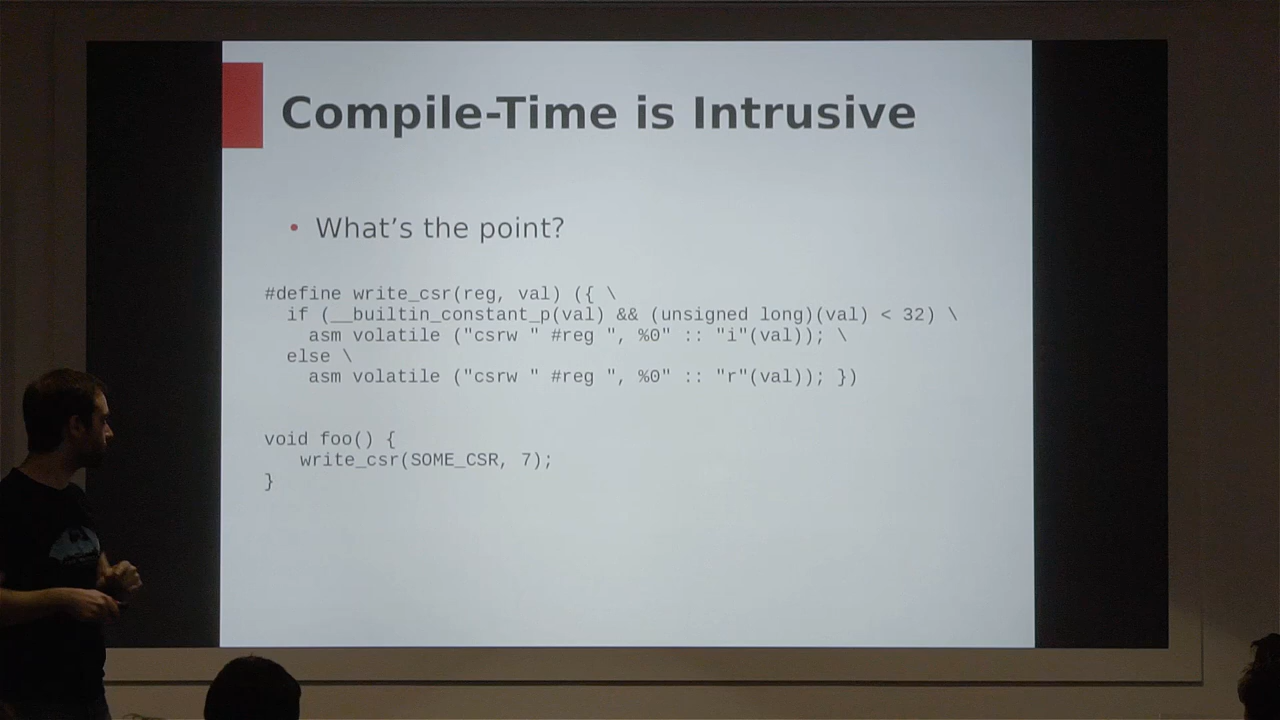 Compile-Time is Intrusive
• What’s the point?
#define write_csr(reg, val) ({ \
  if (__builtin_constant_p(val) && (unsigned long)(val) < 32) \
    asm volatile ("csrw " #reg ", %0" :: "i"(val)); \
  else \
    asm volatile ("csrw " #reg ", %0" :: "r"(val)); })
void foo() {
   write_csr(SOME_CSR, 7);
}